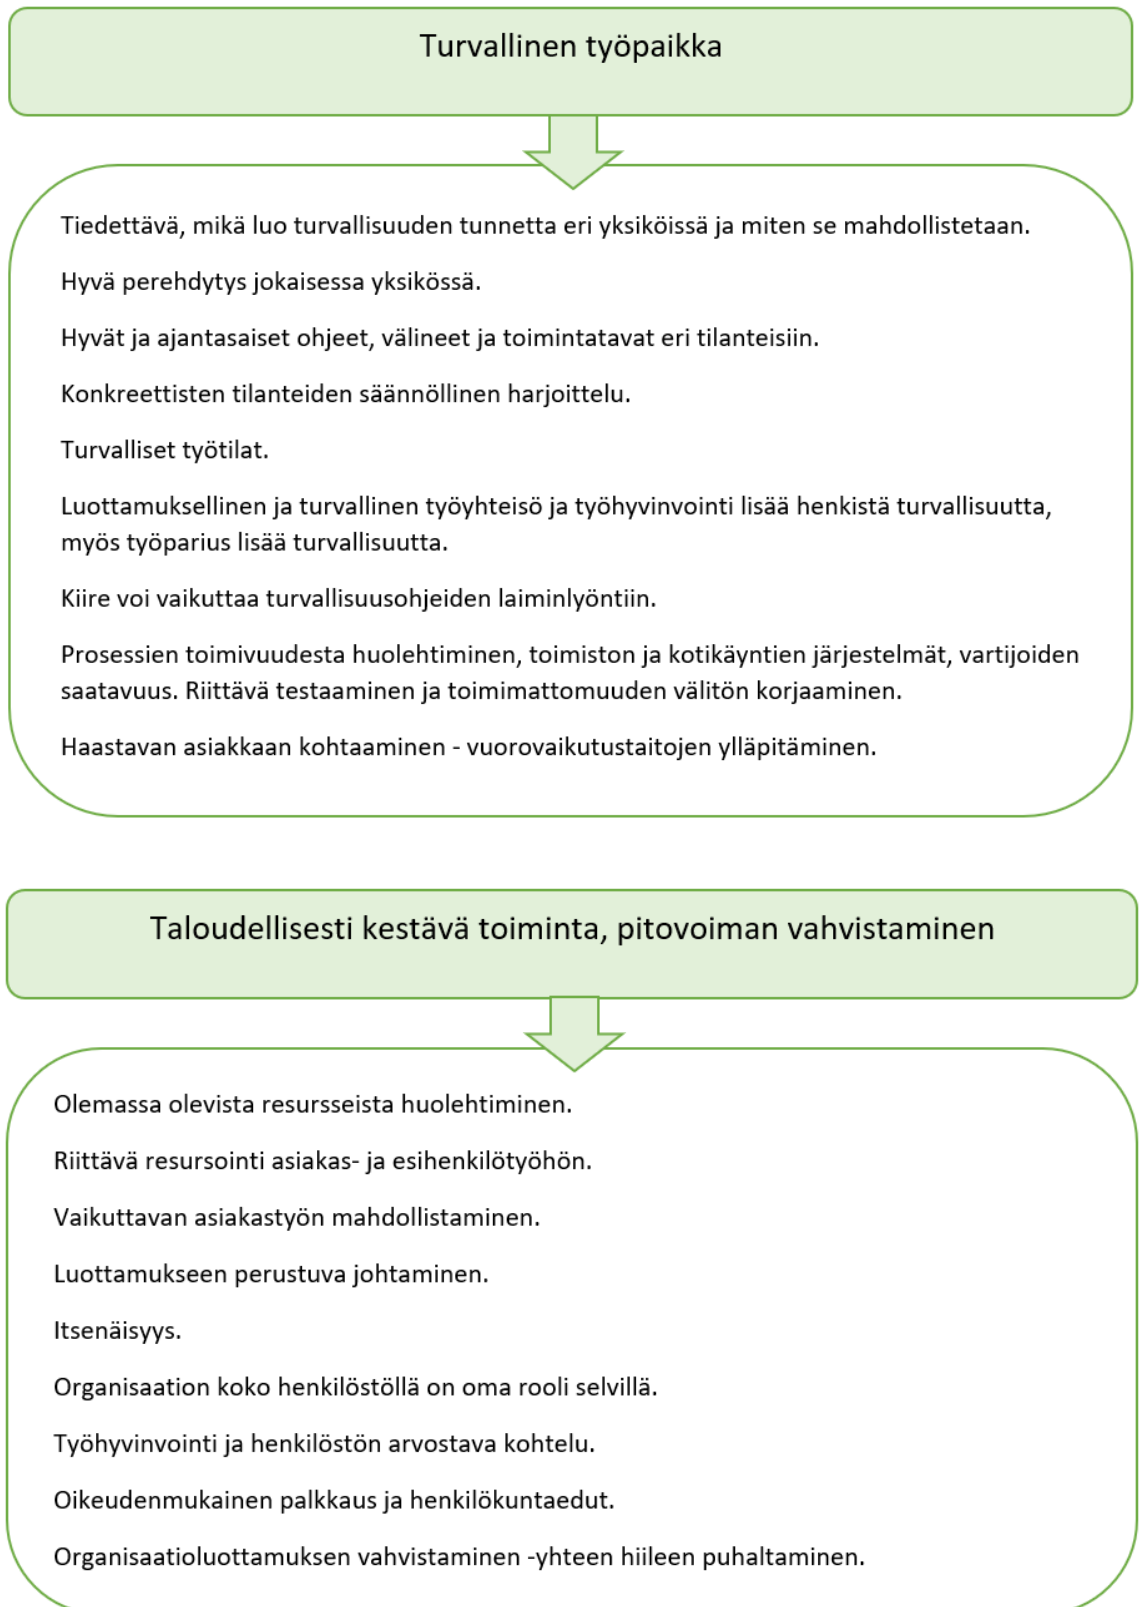 Turvallinen työpaikka
Tiedettävä, mikä luo turvallisuuden tunnetta eri yksiköissä ja miten se mahdollistetaan.
Hyvä perehdytys jokaisessa yksikössä.
Hyvät ja ajantasaiset ohjeet, välineet ja toimintatavat eri tilanteisiin.
Konkreettisten tilanteiden säännöllinen harjoittelu.
Turvalliset työtilat.
Luottamuksellinen ja turvallinen työyhteisö ja työhyvinvointi lisää henkistä turvallisuutta,
myös työparius lisää turvallisuutta.
Kiire voi vaikuttaa turvallisuusohjeiden laiminlyöntiin.
Prosessien toimivuudesta huolehtiminen, toimiston ja kotikäyntien järjestelmät, vartijoiden
saatavuus. Riittävä testaaminen ja toimimattomuuden välitön korjaaminen.
Haastavan asiakkaan kohtaaminen - vuorovaikutustaitojen ylläpitäminen.
Taloudellisesti kestävä toiminta, pitovoiman vahvistaminen
Olemassa olevista resursseista huolehtiminen.
Riittävä resursointi asiakas- ja esihenkilötyöhön.
Vaikuttavan asiakastyön mahdollistaminen.
Luottamukseen perustuva johtaminen.
Itsenäisyys.
Organisaation koko henkilöstöllä on oma rooli selvillä.
Työhyvinvointi ja henkilöstön arvostava kohtelu.
Oikeudenmukainen palkkaus ja henkilökuntaedut.
Organisaatioluottamuksen vahvistaminen -yhteen hiileen puhaltaminen.